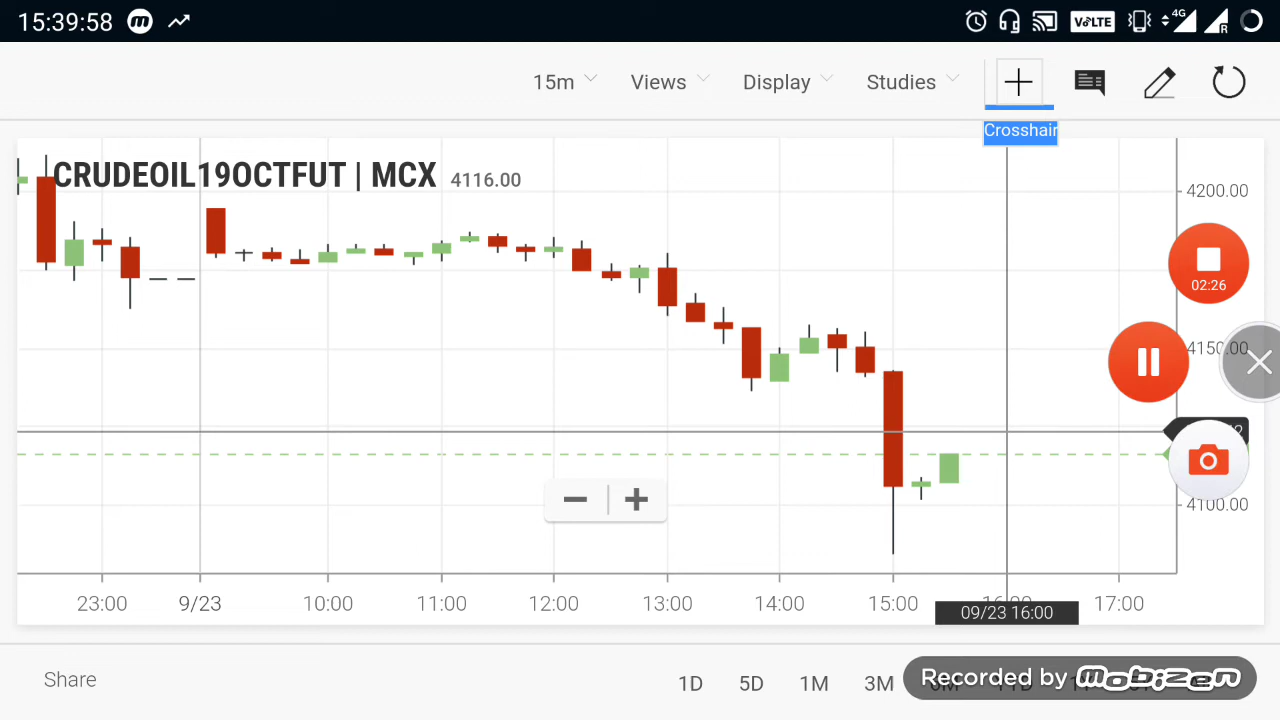 15:39:58
4G
VoLTE
R
15m
Views
Display
Studies
Crosshair
CRUDEOIL19OCTFUT | MCX 4116.00
4200.00
02:26
4150.00
4100.00
23:00
9/23
10:00
11:00
12:00
13:00
14:00
15:00
16:00
17:00
09/23 16:00
Share
1D
5D
1M
3M
Recorded by mobizen